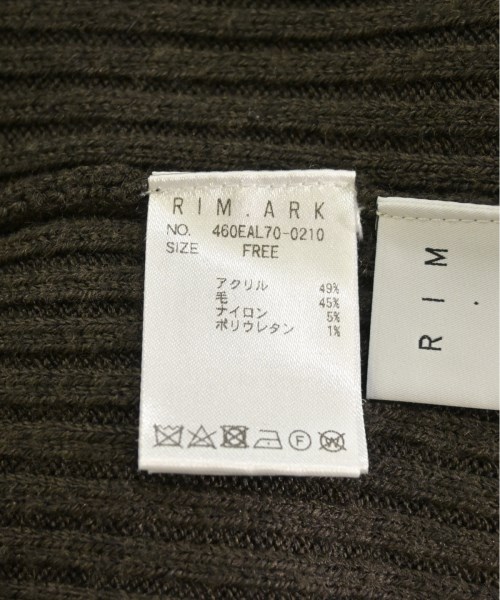 RIM.ARK
NO. 460EAL70-0210
SIZE FREE
アクリル 49%
毛 45%
ナイロン 5%
ポリウレタン 1%
F
W
RIM.